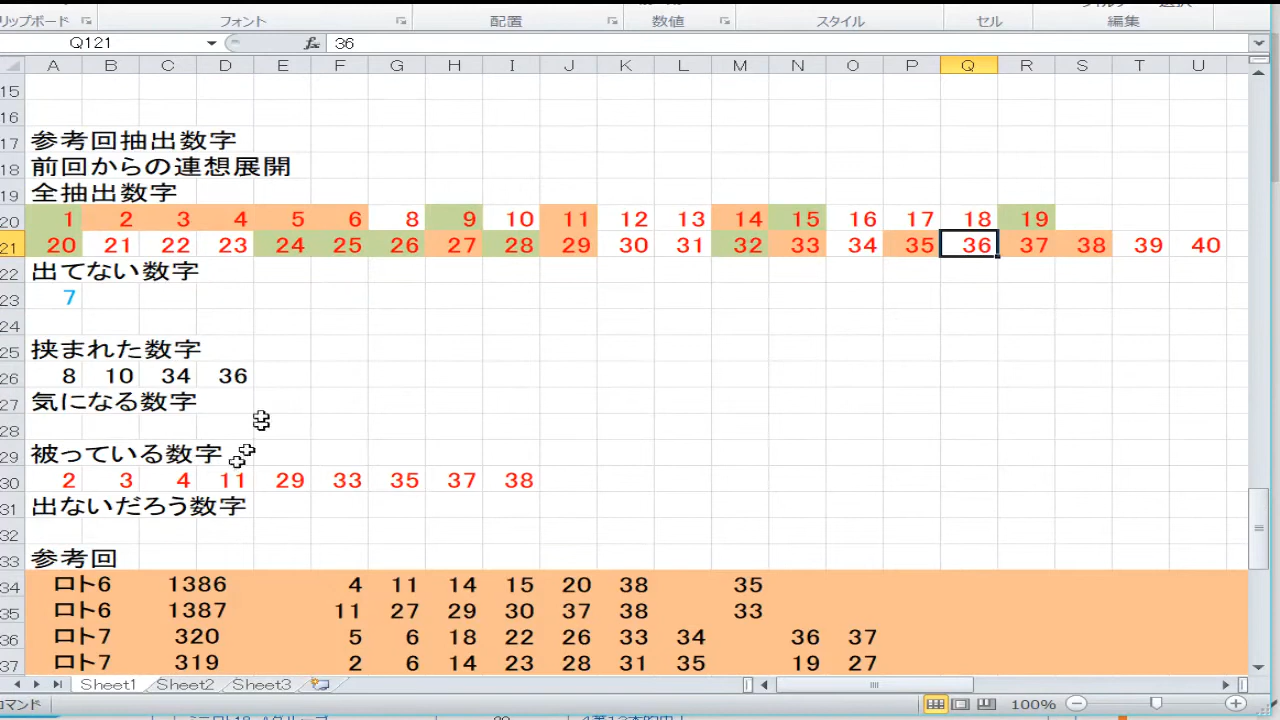 リップボード フォント 配置 数値 スタイル セル 編集
Q121 fx 36
A B C D E F G H I J K L M N O P Q R S T U
15
16
17 参考回抽出数字
18 前回からの連想展開
19 全抽出数字
20 1 2 3 4 5 6 8 9 10 11 12 13 14 15 16 17 18 19
21 20 21 22 23 24 25 26 27 28 29 30 31 32 33 34 35 36 37 38 39 40
22 出てない数字
23 7
24
25 挟まれた数字
26 8 10 34 36
27 気になる数字
28
29 被っている数字
30 2 3 4 11 29 33 35 37 38
31 出ないだろう数字
32
33 参考回
34 ロト6 1386 4 11 14 15 20 38 35
35 ロト6 1387 11 27 29 30 37 38 33
36 ロト7 320 5 6 18 22 26 33 34 36 37
37 ロト7 319 2 6 14 23 28 31 35 19 27
Sheet1 Sheet2 Sheet3
コマンド 100%